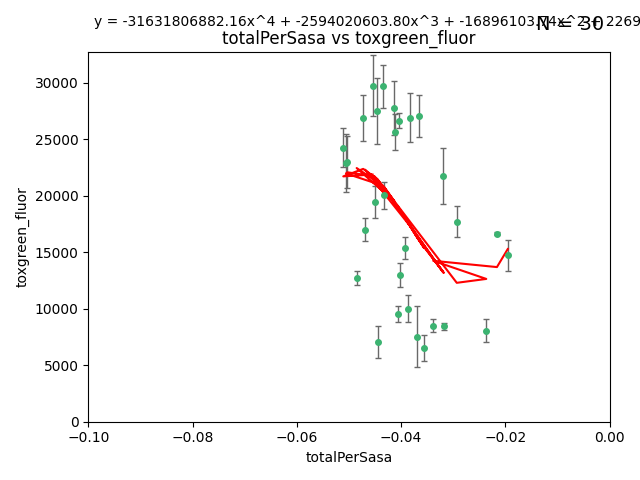 y = -31631806882.16x^4 + -2594020603.80x^3 + -16896103.
N = 30
totalPerSasa vs toxgreen_fluor
toxgreen_fluor
30000
25000
20000
15000
10000
5000
0
−0.10
−0.08
−0.06
−0.04
−0.02
0.00
totalPerSasa